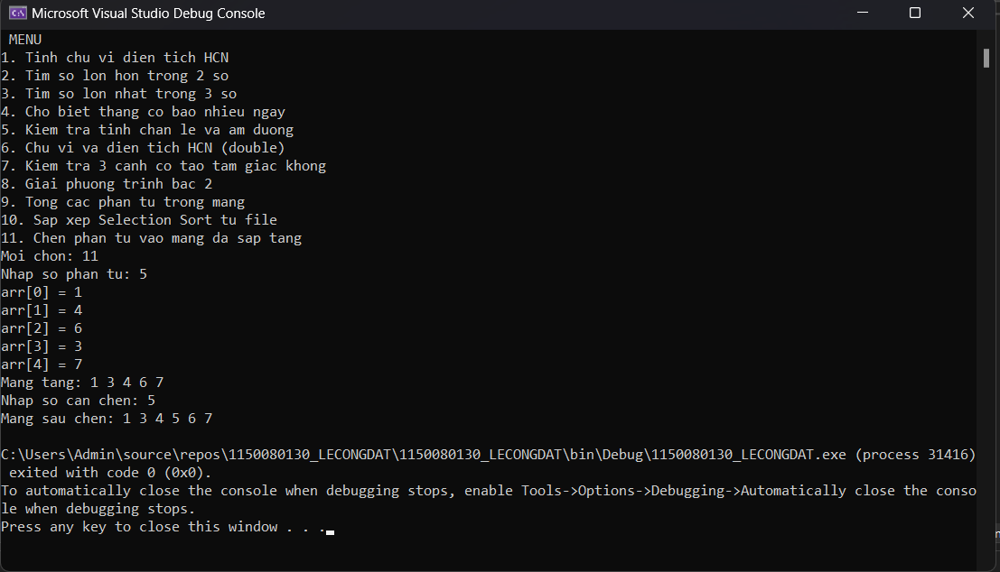 Microsoft Visual Studio Debug Console
MENU
1. Tinh chu vi dien tich HCN
2. Tim so lon hon trong 2 so
3. Tim so lon nhat trong 3 so
4. Cho biet thang co bao nhieu ngay
5. Kiem tra tinh chan le va am duong
6. Chu vi va dien tich HCN (double)
7. Kiem tra 3 canh co tao tam giac khong
8. Giai phuong trinh bac 2
9. Tong cac phan tu trong mang
10. Sap xep Selection Sort tu file
11. Chen phan tu vao mang da sap tang
Moi chon: 11
Nhap so phan tu: 5
arr[0] = 1
arr[1] = 4
arr[2] = 6
arr[3] = 3
arr[4] = 7
Mang tang: 1 3 4 6 7
Nhap so can chen: 5
Mang sau chen: 1 3 4 5 6 7
C:\Users\Admin\source\repos\1150080130_LECONGDAT\1150080130_LECONGDAT\bin\Debug\1150080130_LECONGDAT.exe (process 31416)
exited with code 0 (0x0).
To automatically close the console when debugging stops, enable Tools->Options->Debugging->Automatically close the conso
le when debugging stops.
Press any key to close this window . . .